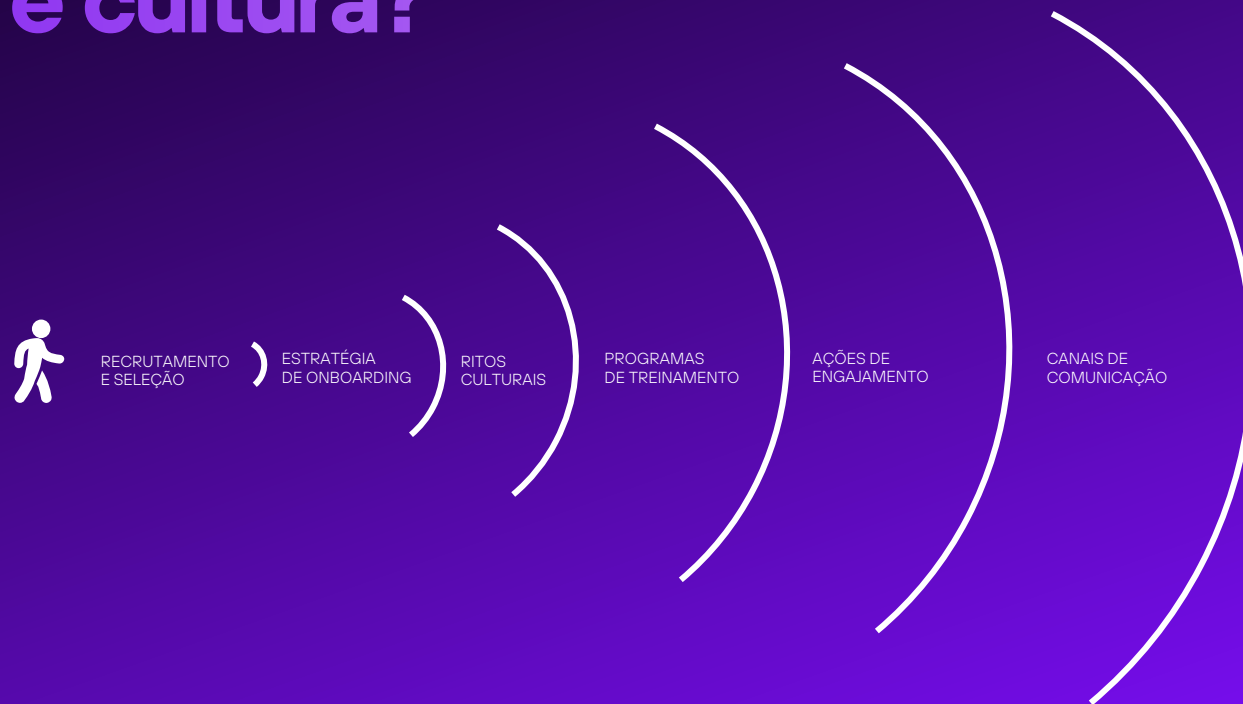 e cultura?
RECRUTAMENTO
E SELEÇÃO
ESTRATÉGIA
DE ONBOARDING
RITOS
CULTURAIS
PROGRAMAS
DE TREINAMENTO
AÇÕES DE
ENGAJAMENTO
CANAIS DE
COMUNICAÇÃO